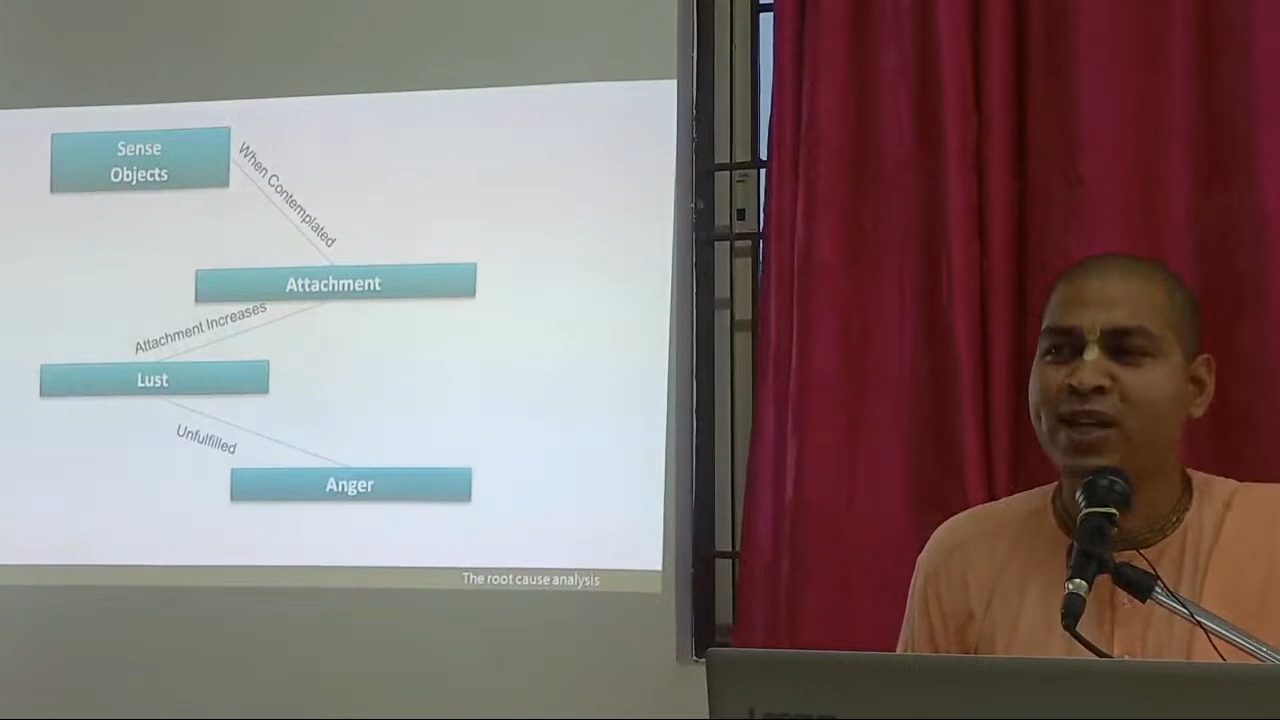 Sense
Objects
When Contemplated
Attachment
Attachment Increases
Lust
Unfulfilled
Anger
The root cause analysis